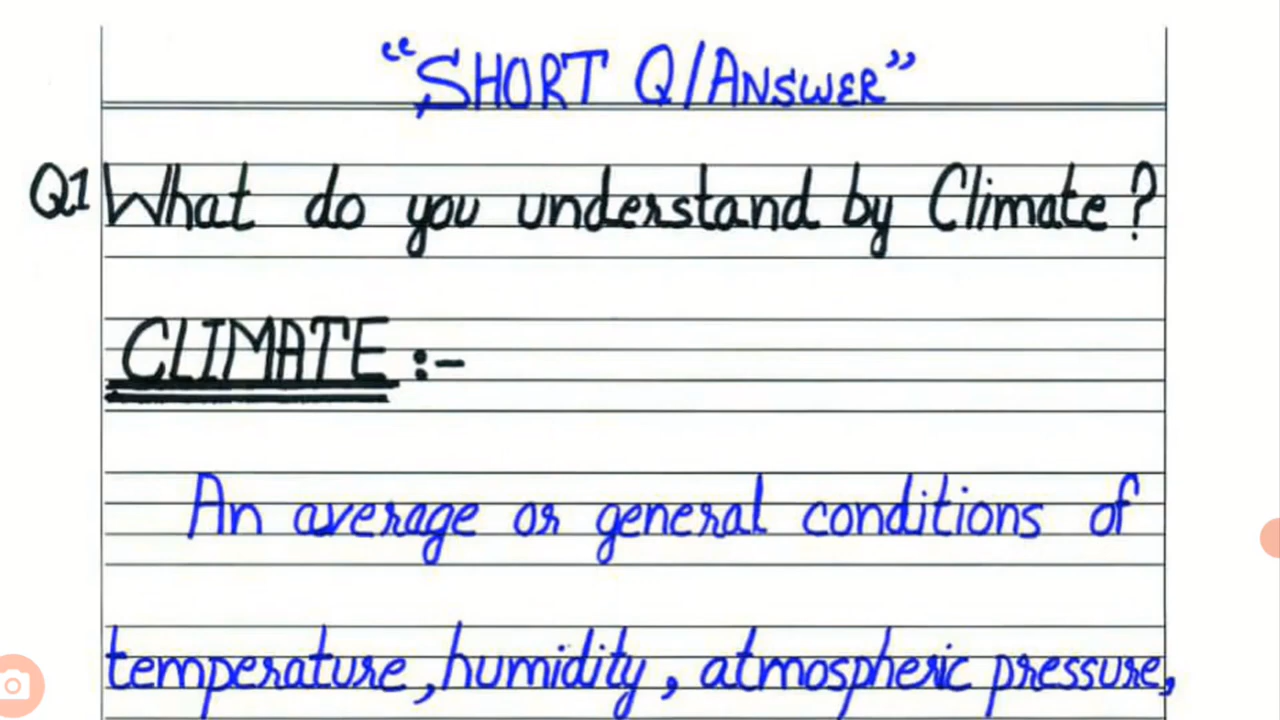 “SHORT Q/ANSWER”
Q1 What do you understand by Climate?
CLIMATE :-
An average or general conditions of
temperature, humidity, atmospheric pressure,